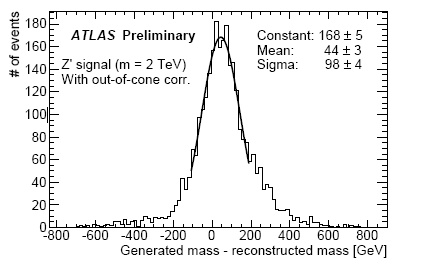 # of events
180
160
140
120
100
80
60
40
20
0
ATLAS Preliminary
Z' signal (m = 2 TeV)
With out-of-cone corr.
Constant: 168 ± 5
Mean: 44 ± 3
Sigma: 98 ± 4
-800 -600 -400 -200 0 200 400 600 800
Generated mass - reconstructed mass [GeV]